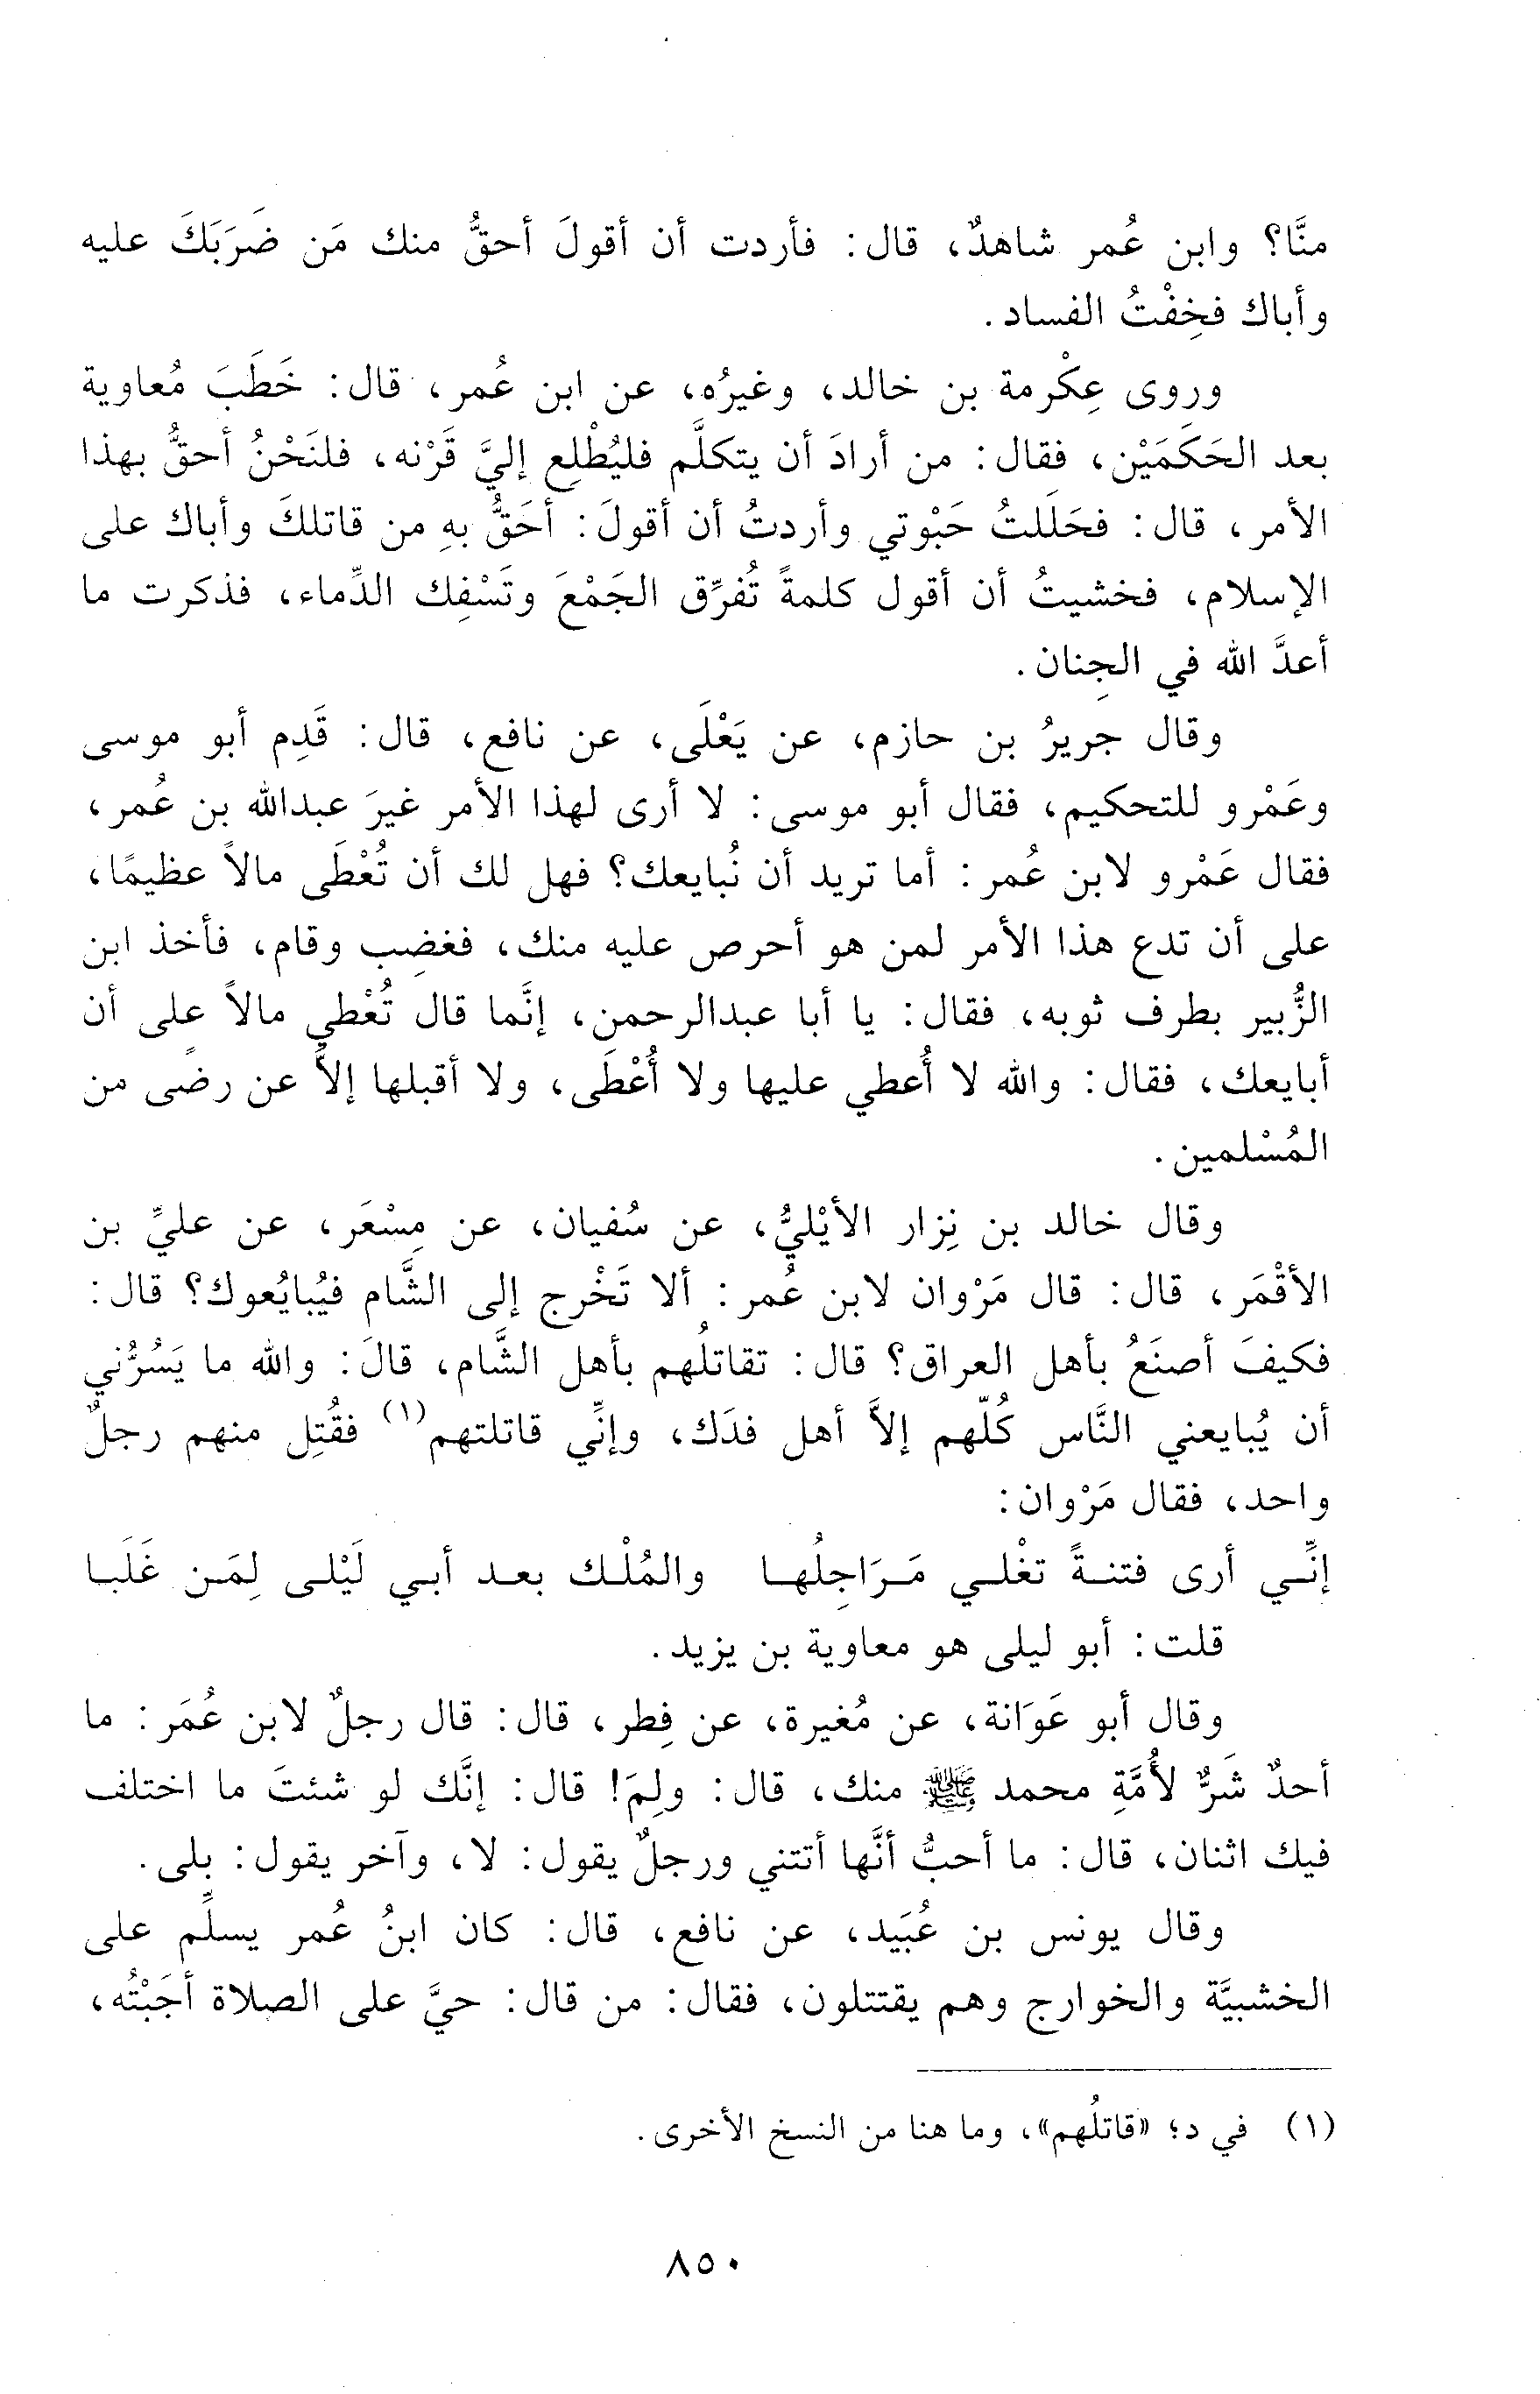 منَّا؟ وابن عُمر شاهدٌ، قال: فأردت أن أقولَ أحقُّ منك مَن ضَرَبَكَ عليه
وأباك فخِفْتُ الفساد.
وروى عِكْرمة بن خالد، وغيرُه، عن ابن عُمر، قال: خَطَبَ مُعاوية
بعد الحَكَمَيْن، فقال: من أرادَ أن يتكلَّم فليُطْلِع إليَّ قَرْنه، فلنَحْنُ أحقُّ بهذا
الأمر، قال: فحَلَلتُ حَبْوتي وأردتُ أن أقولَ: أحَقُّ بهِ من قاتلكَ وأباك على
الإسلام، فخشيتُ أن أقول كلمةً تُفرِّق الجَمْعَ وتَسْفِك الدِّماء، فذكرت ما
أعدَّ الله في الجِنان.
وقال جريرُ بن حازم، عن يَعْلَى، عن نافع، قال: قَدِم أبو موسى
وعَمْرو للتحكيم، فقال أبو موسى: لا أرى لهذا الأمر غيرَ عبدالله بن عُمر،
فقال عَمْرو لابن عُمر: أما تريد أن نُبايعك؟ فهل لك أن تُعْطَى مالاً عظيمًا،
على أن تدع هذا الأمر لمن هو أحرص عليه منك، فغضِب وقام، فأخذ ابن
الزُّبير بطرف ثوبه، فقال: يا أبا عبدالرحمن، إنَّما قال تُعْطي مالاً على أن
أبايعك، فقال: والله لا أُعطي عليها ولا أُعْطَى، ولا أقبلها إلاَّ عن رضًى من
المُسْلمين.
وقال خالد بن نِزار الأيْليُّ، عن سُفيان، عن مِسْعَر، عن عليِّ بن
الأقْمَر، قال: قال مَرْوان لابن عُمر: ألا تَخْرج إلى الشَّام فيُبايُعوك؟ قال:
فكيفَ أصنَعُ بأهل العراق؟ قال: تقاتلُهم بأهل الشَّام، قالَ: والله ما يَسُرُّني
أن يُبايعني النَّاس كُلّهم إلاَّ أهل فدَك، وإنِّي قاتلتهم(١) فقُتِل منهم رجلٌ
واحد، فقال مَرْوان:
إنِّـي أرى فتنـةً تغْلـي مَـرَاجِلُهـا والمُلْـك بعـد أبـي لَيْلـى لِمَـن غَلَبـا
قلت: أبو ليلى هو معاوية بن يزيد.
وقال أبو عَوَانة، عن مُغيرة، عن فِطر، قال: قال رجلٌ لابن عُمَر: ما
أحدٌ شَرٌّ لأُمَّةِ محمد ﷺ منك، قال: ولِمَ! قال: إنَّك لو شئتَ ما اختلف
فيك اثنان، قال: ما أحبُّ أنَّها أتتني ورجلٌ يقول: لا، وآخر يقول: بلى.
وقال يونس بن عُبَيد، عن نافع، قال: كان ابنُ عُمر يسلِّم على
الخشبيَّة والخوارج وهم يقتتلون، فقال: من قال: حيَّ على الصلاة أجَبْتُه،
(١) في د؛ «قاتلُهم»، وما هنا من النسخ الأخرى.
٨٥٠